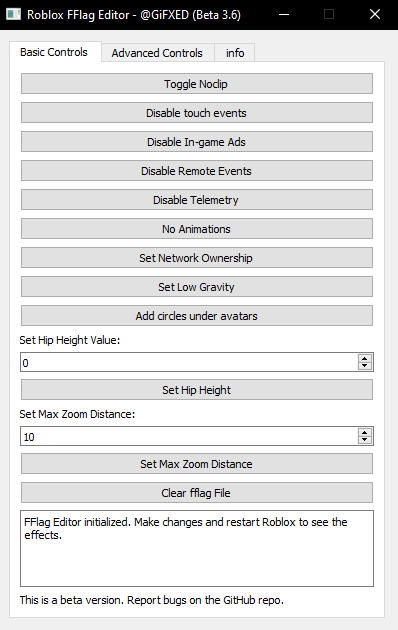 Roblox FFlag Editor - @GiFXED (Beta 3.6)
Basic Controls
Advanced Controls
info
Toggle Noclip
Disable touch events
Disable In-game Ads
Disable Remote Events
Disable Telemetry
No Animations
Set Network Ownership
Set Low Gravity
Add circles under avatars
Set Hip Height Value:
0
Set Hip Height
Set Max Zoom Distance:
10
Set Max Zoom Distance
Clear fflag File
FFlag Editor initialized. Make changes and restart Roblox to see the
effects.
This is a beta version. Report bugs on the GitHub repo.